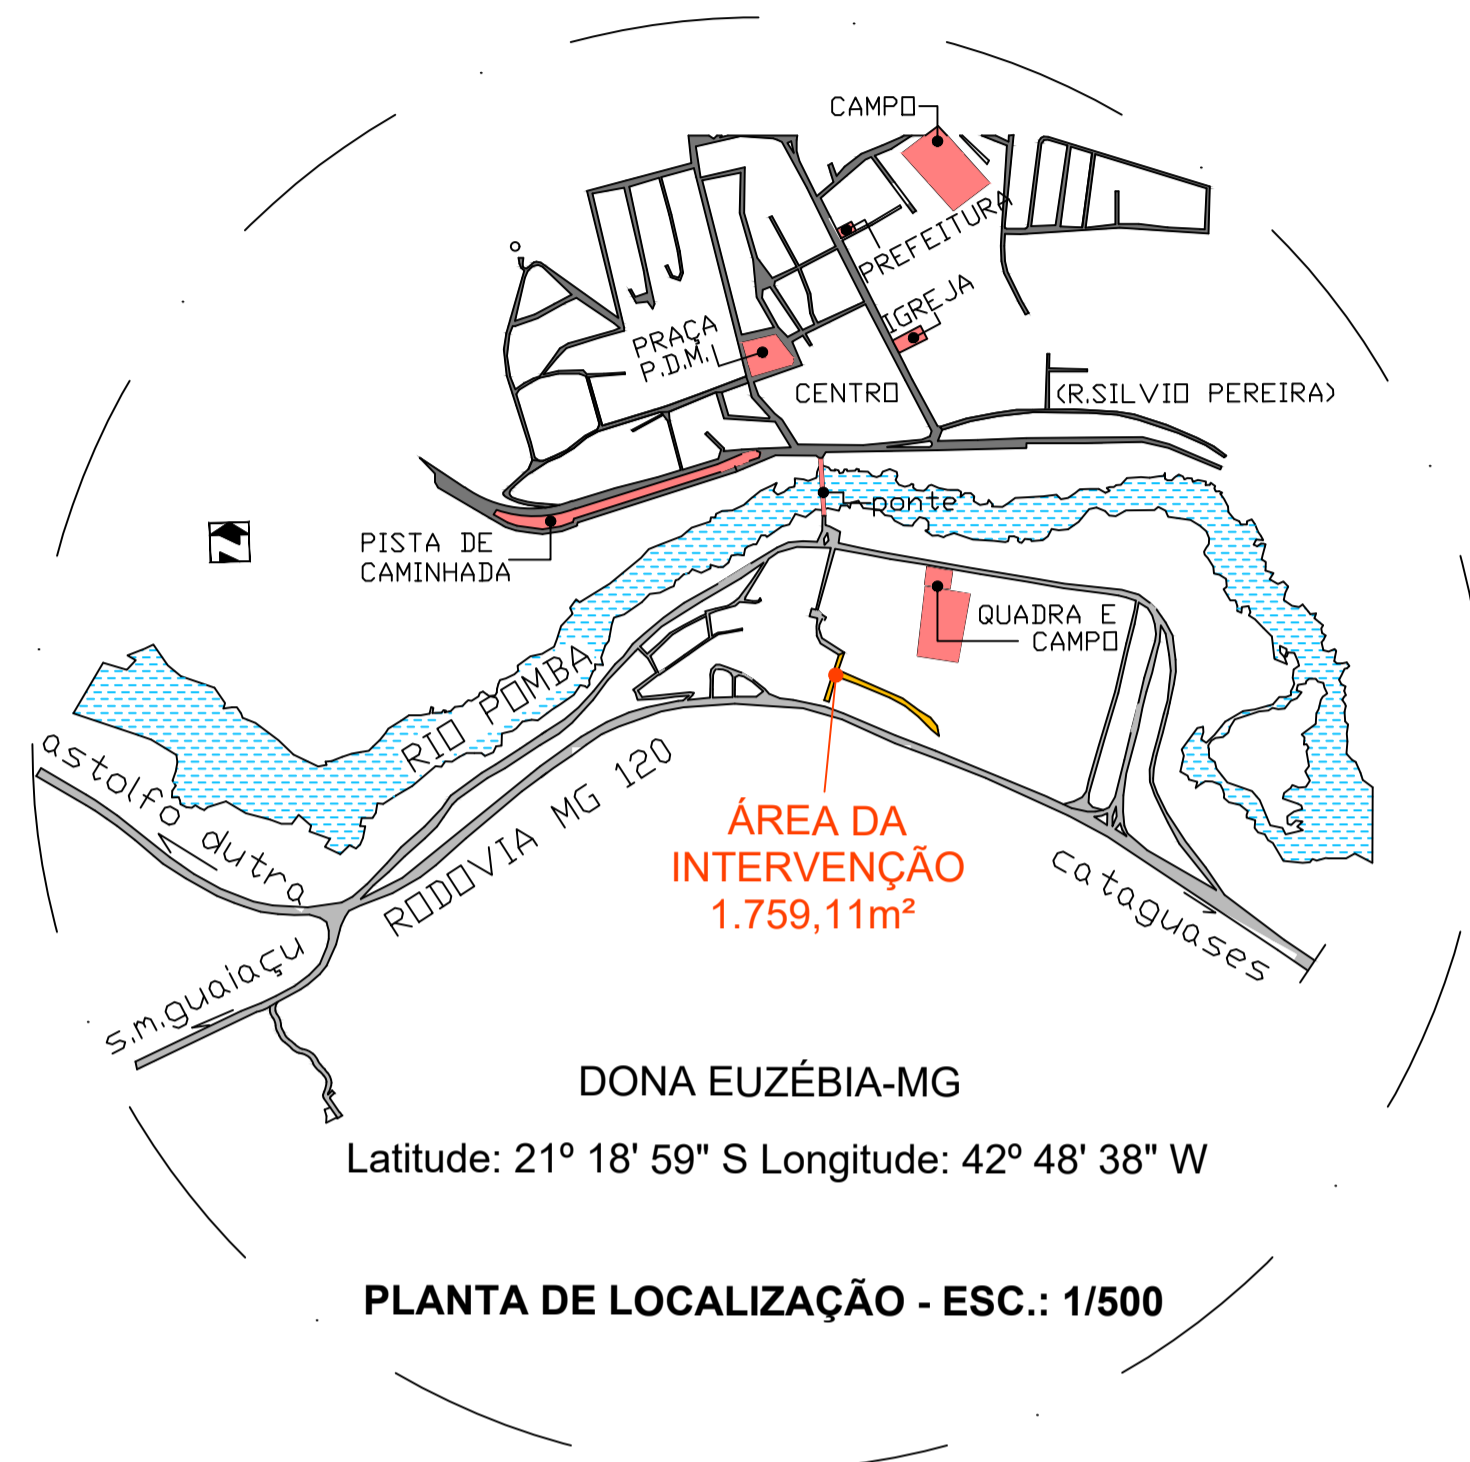 CAMPO
PREFEITURA
IGREJA
PRAÇA
P.D.M.
CENTRO
(R.SILVIO PEREIRA)
ponte
PISTA DE
CAMINHADA
QUADRA E
CAMPO
RIO POMBA
RODOVIA MG 120
astolfo dutra
ÁREA DA
INTERVENÇÃO
1.759,11m²
cataguases
s.m.guaiaçu
DONA EUZÉBIA-MG
Latitude: 21º 18' 59" S Longitude: 42º 48' 38" W
PLANTA DE LOCALIZAÇÃO - ESC.: 1/500